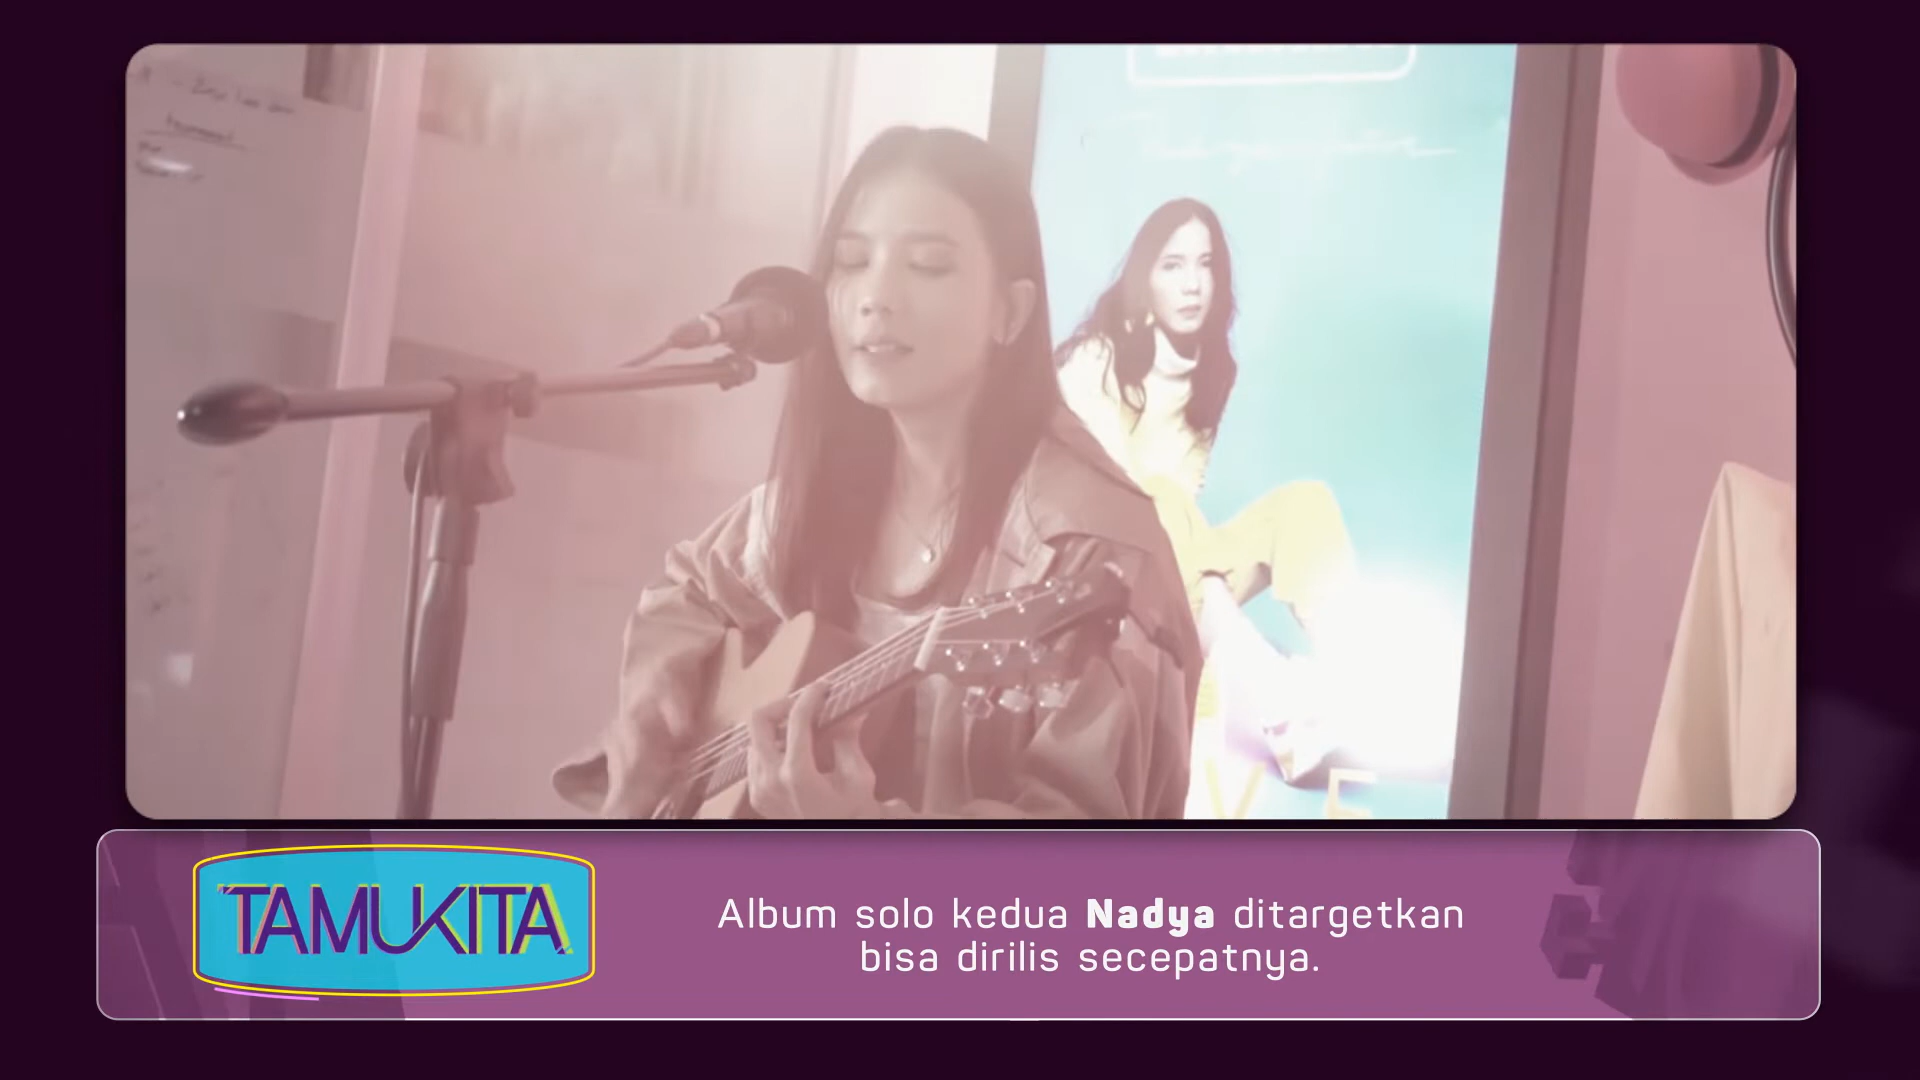 TAMUKITA
Album solo kedua Nadya ditargetkan
bisa dirilis secepatnya.